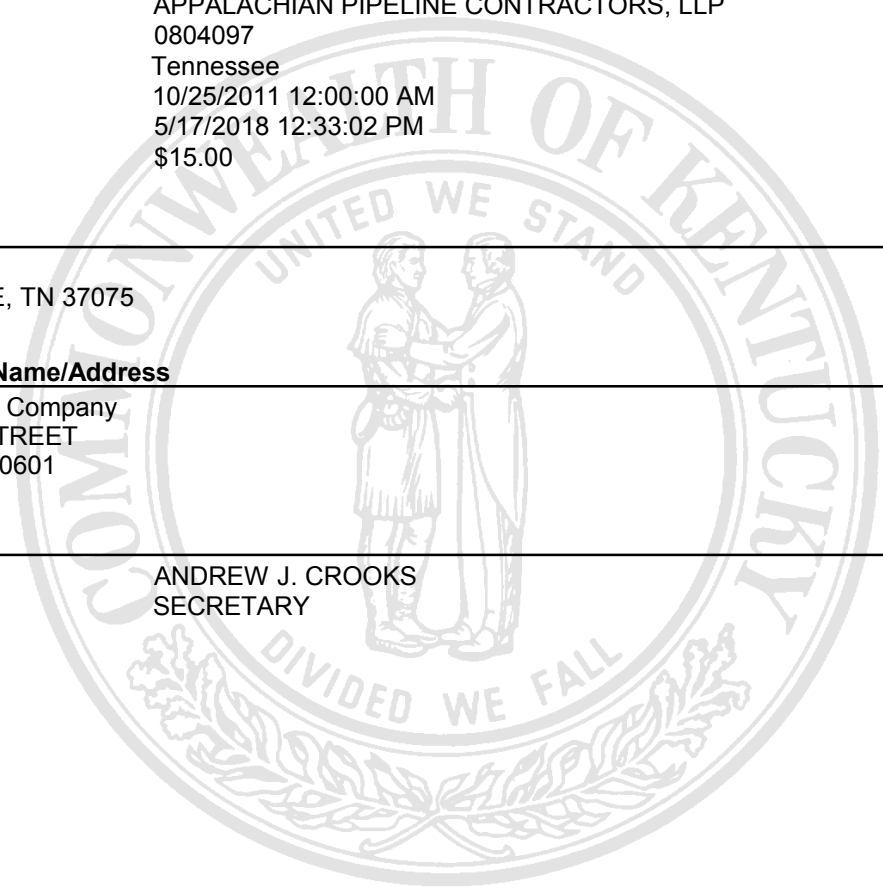 APPALACHIAN PIPELINE CONTRACTORS, LLP
0804097
Tennessee
10/25/2011 12:00:00 AM
5/17/2018 12:33:02 PM
$15.00
COMMONWEALTH OF KENTUCKY
UNITED WE STAND
E, TN 37075
Name/Address
Company
TREET
0601
ANDREW J. CROOKS
SECRETARY
DIVIDED WE FALL